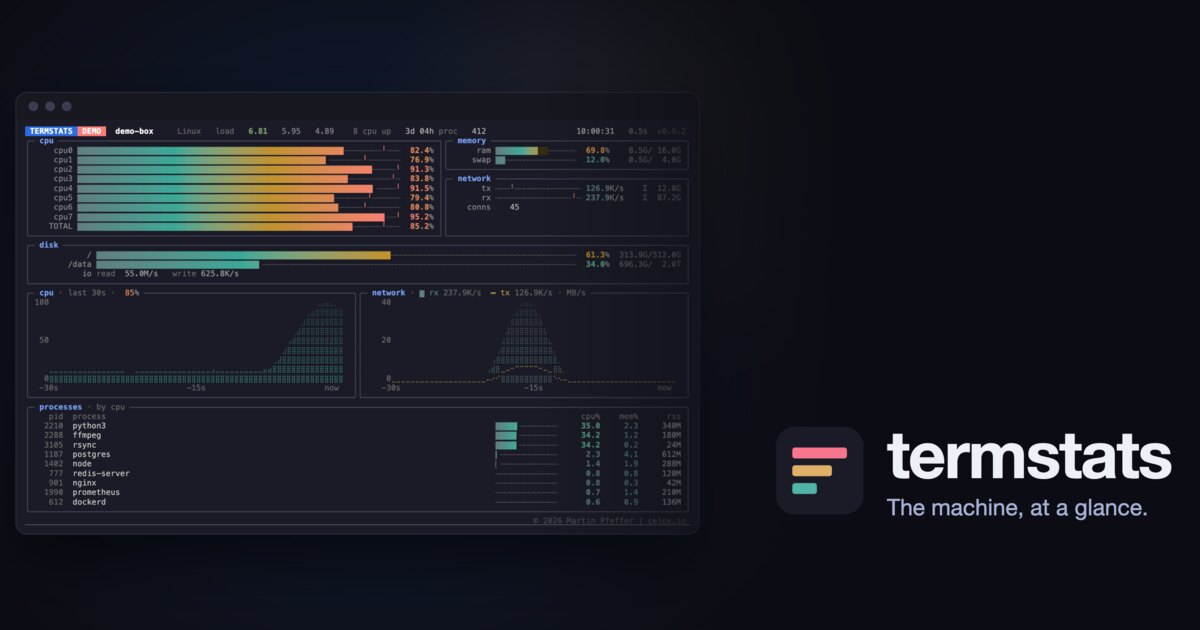 TERMSTATS DEMO demo-box Linux load 6.81 5.95 4.89 8 cpu up 3d 04h proc 412 10:00:31 0.5s v0.9.2
cpu
cpu0 82.4%
cpu1 76.9%
cpu2 91.3%
cpu3 83.8%
cpu4 91.5%
cpu5 79.4%
cpu6 80.8%
cpu7 95.2%
TOTAL 85.2%
memory
ram 69.8% 8.5G/ 16.0G
swap 12.0% 0.5G/ 4.0G
network
tx 126.9K/s Σ 12.0G
rx 237.9K/s Σ 87.2G
conns 45
disk
/ 61.3% 313.9G/512.0G
/data 34.0% 696.3G/ 2.0T
io read 55.0M/s write 625.8K/s
cpu · last 30s · 85%
100
50
0
−30s −15s now
network · rx 237.9K/s tx 126.9K/s · MB/s
40
20
0
−30s −15s now
processes · by cpu
pid process cpu% mem% rss
2210 python3 35.0 2.3 340M
2288 ffmpeg 34.2 1.2 180M
3105 rsync 34.2 0.2 24M
1187 postgres 2.3 4.1 612M
1402 node 1.4 1.9 288M
777 redis-server 0.8 0.8 120M
901 nginx 0.8 0.3 42M
1990 prometheus 0.7 1.4 210M
612 dockerd 0.6 0.9 136M
© 2026 Martin Pfeffer | celox.io
termstats
The machine, at a glance.